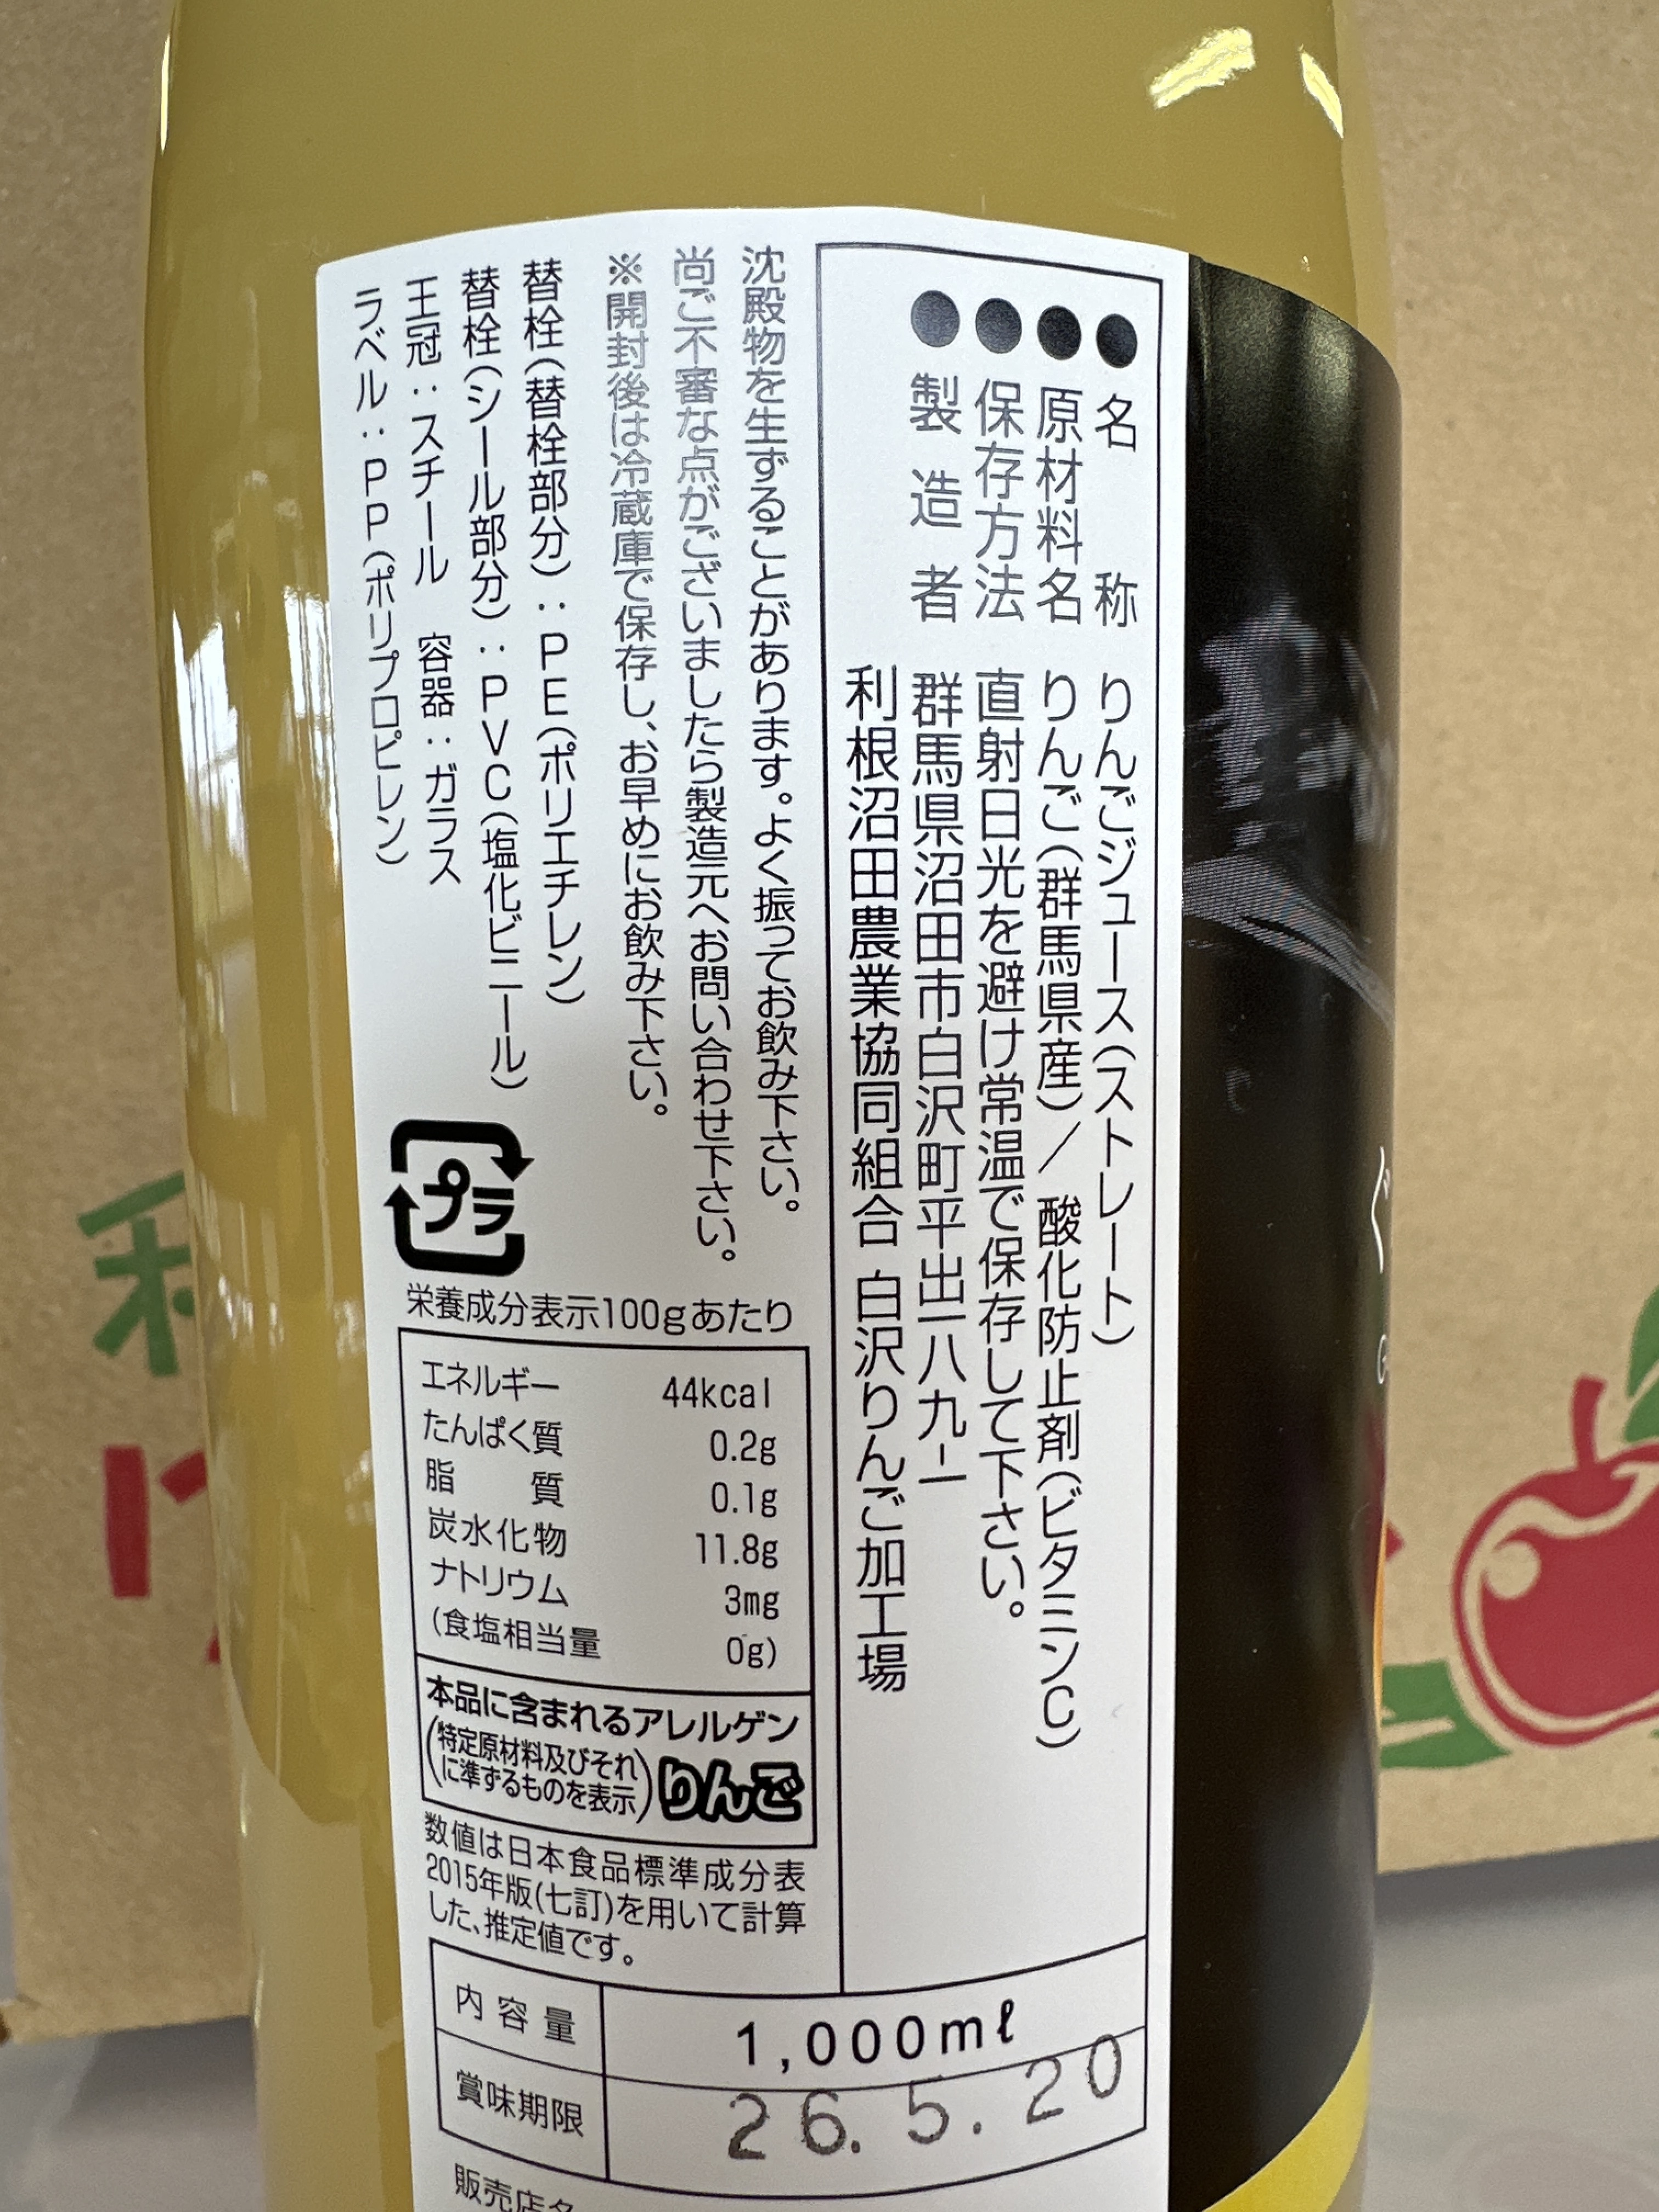 ●名称 りんごジュース(ストレート)
●原材料名 りんご(群馬県産)/ 酸化防止剤(ビタミンC)
●保存方法 直射日光を避け常温で保存して下さい。
●製造者 群馬県沼田市白沢町平出一八九-一
利根沼田農業協同組合 白沢りんご加工場
沈殿物を生ずることがあります。よく振ってお飲み下さい。
尚ご不審な点がございましたら製造元へお問い合わせ下さい。
※開封後は冷蔵庫で保存し、お早めにお飲み下さい。
替栓(替栓部分):PE(ポリエチレン)
替栓(シール部分):PVC(塩化ビニール)
王冠:スチール 容器:ガラス
ラベル:PP(ポリプロピレン)
プラ
栄養成分表示100gあたり
エネルギー 44kcal
たんぱく質 0.2g
脂質 0.1g
炭水化物 11.8g
ナトリウム 3mg
(食塩相当量 0g)
本品に含まれるアレルゲン
(特定原材料及びそれに準ずるものを表示) りんご
数値は日本食品標準成分表
2015年版(七訂)を用いて計算
した、推定値です。
内容量 1,000mℓ
賞味期限 26.5.20
販売店名
ぐ
G